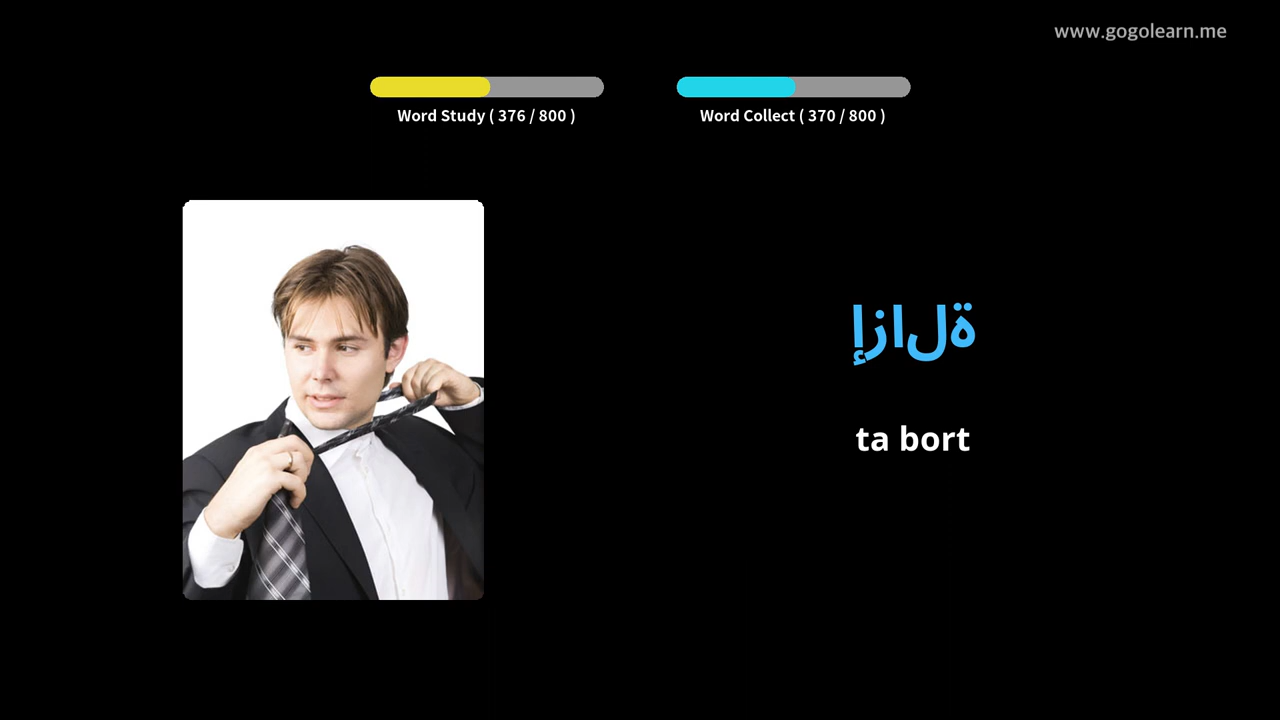 www.gogolearn.me
Word Study ( 376 / 800 )
Word Collect ( 370 / 800 )
إزالة
ta bort